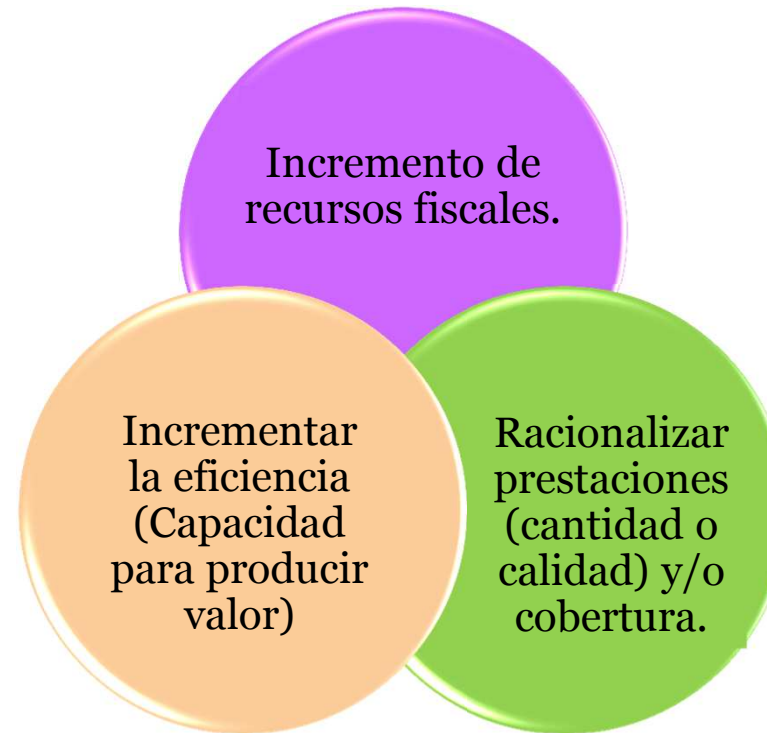 Incremento de
recursos fiscales.
Incrementar
la eficiencia
(Capacidad
para producir
valor)
Racionalizar
prestaciones
(cantidad o
calidad) y/o
cobertura.